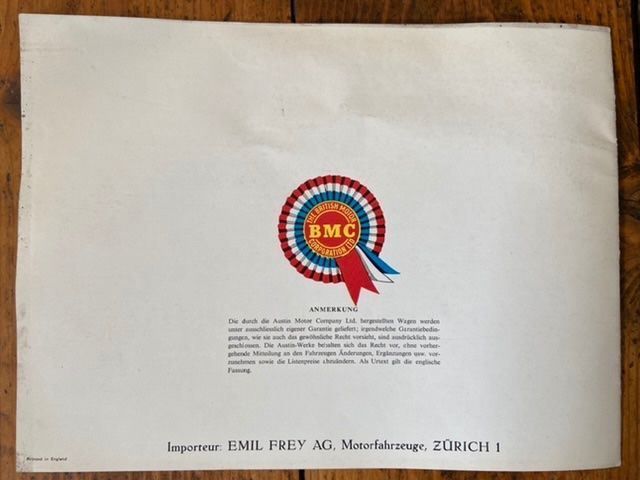 THE BRITISH MOTOR
BMC
CORPORATION LTD
ANMERKUNG
Die durch die Austin Motor Company Ltd. hergestellten Wagen werden
unter ausschliesslich eigener Garantie geliefert; irgendwelche Garantiebedin-
gungen, wie sie auch das gewöhnliche Recht vorsieht, sind ausdrücklich aus-
geschlossen. Die Austin-Werke behalten sich das Recht vor, ohne vorher-
gehende Mitteilung an den Fahrzeugen Änderungen, Ergänzungen usw. vor-
zunehmen sowie die Listenpreise abzuändern. Als Urtext gilt die englische
Fassung.
Importeur: EMIL FREY AG, Motorfahrzeuge, ZÜRICH 1
Printed in England